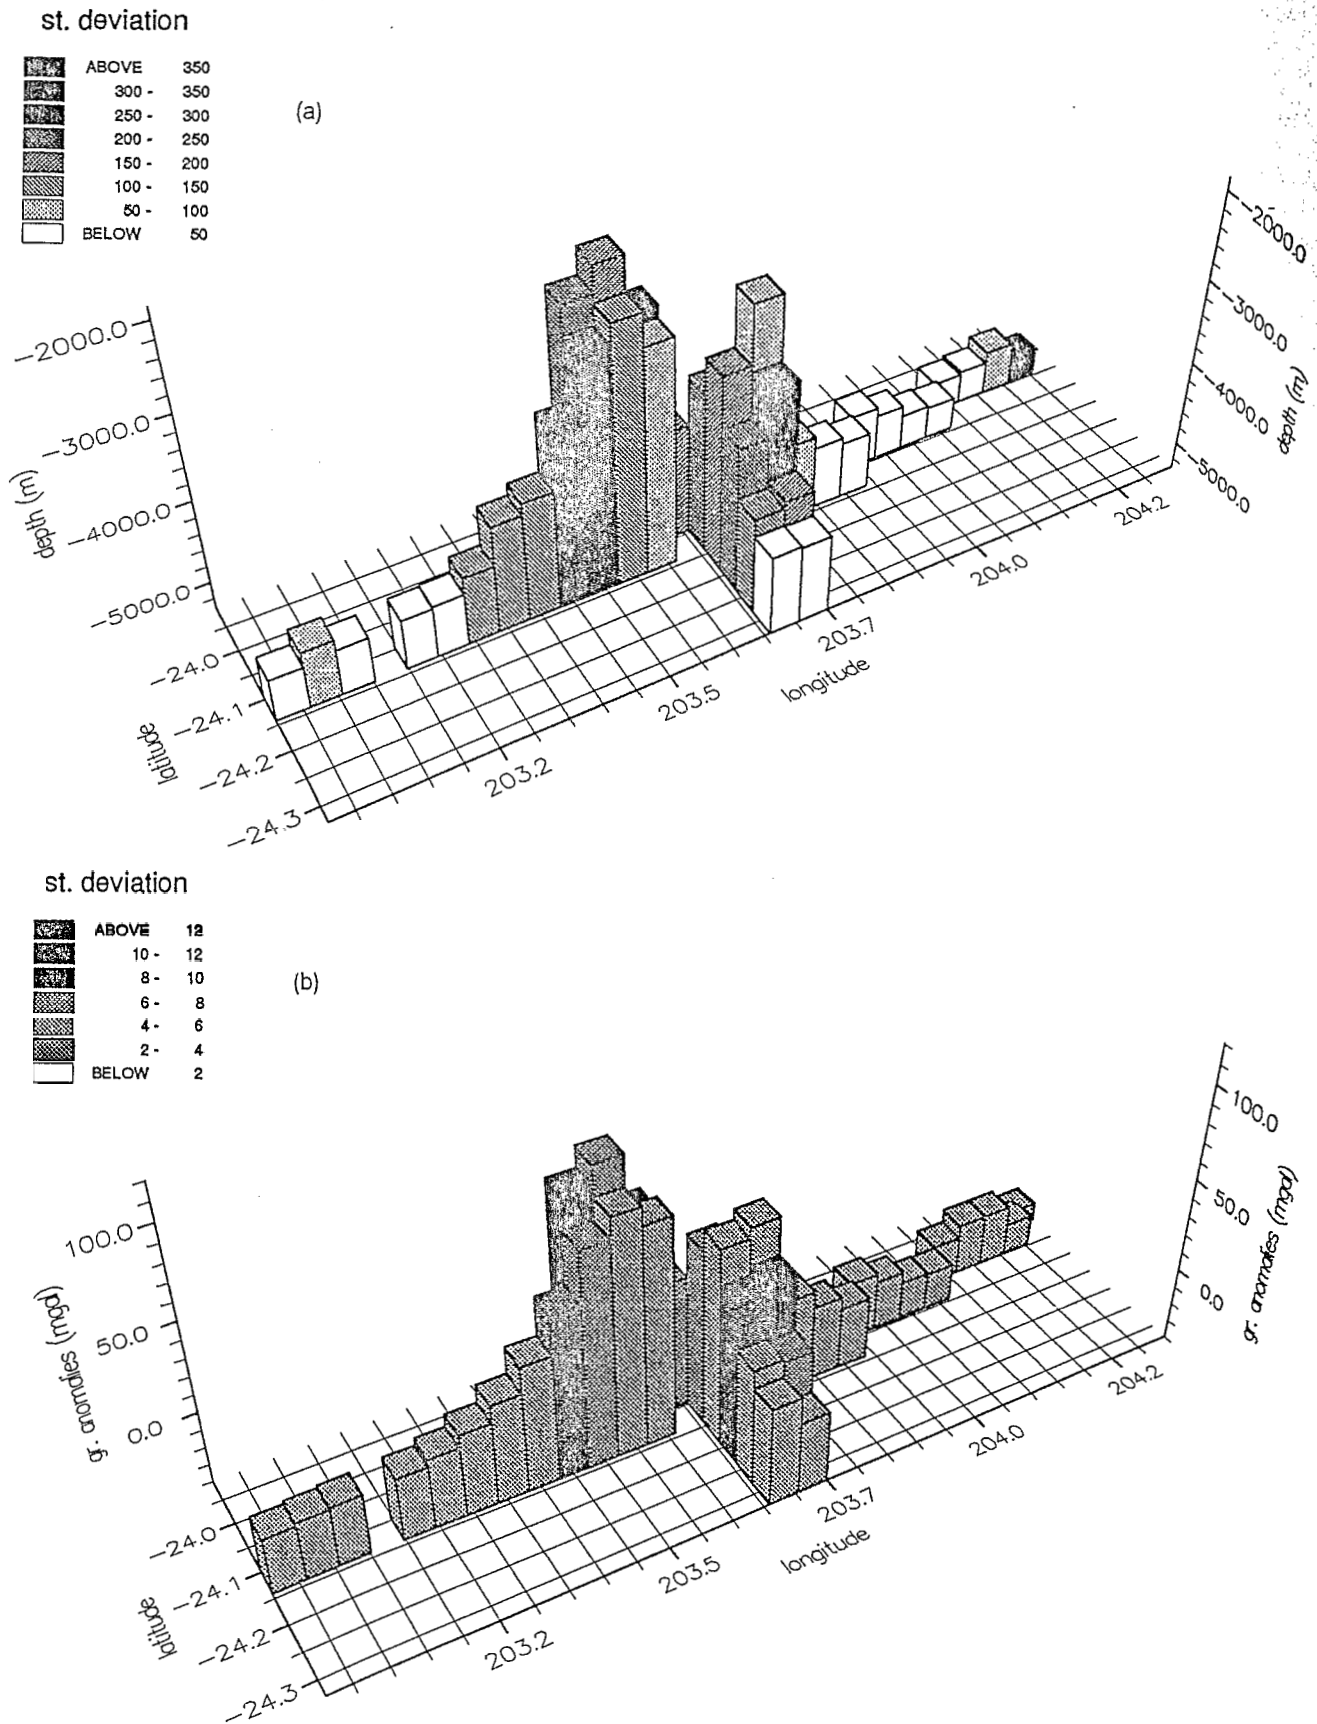 st. deviation
ABOVE 350
300 - 350
250 - 300
200 - 250
150 - 200
100 - 150
50 - 100
BELOW 50
(a)
-2000.0
-3000.0
-4000.0
-5000.0
depth (m)
-24.0
-24.1
-24.2
-24.3
latitude
203.2
203.5
203.7
204.0
204.2
longitude
-2000.0
-3000.0
-4000.0
-5000.0
depth (m)
st. deviation
ABOVE 12
10 - 12
8 - 10
6 - 8
4 - 6
2 - 4
BELOW 2
(b)
100.0
50.0
0.0
gr. anomalies (mgal)
-24.0
-24.1
-24.2
-24.3
latitude
203.2
203.5
203.7
204.0
204.2
longitude
100.0
50.0
0.0
gr. anomalies (mgal)